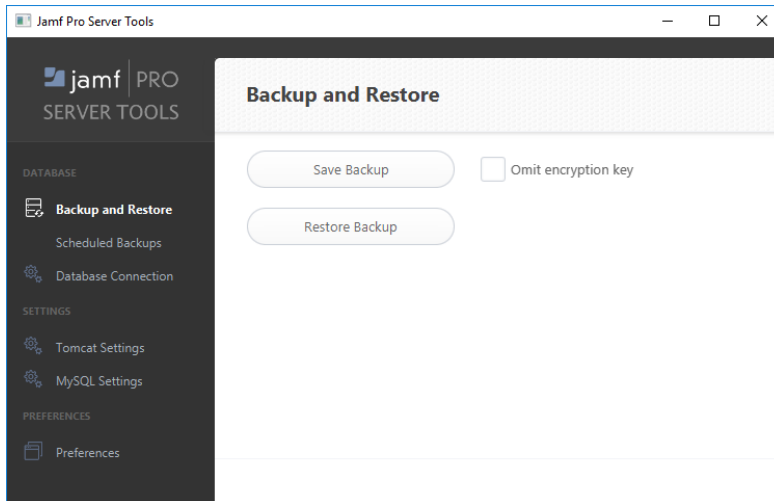 Jamf Pro Server Tools
jamf PRO
SERVER TOOLS
DATABASE
Backup and Restore
Scheduled Backups
Database Connection
SETTINGS
Tomcat Settings
MySQL Settings
PREFERENCES
Preferences
Backup and Restore
Save Backup
Omit encryption key
Restore Backup